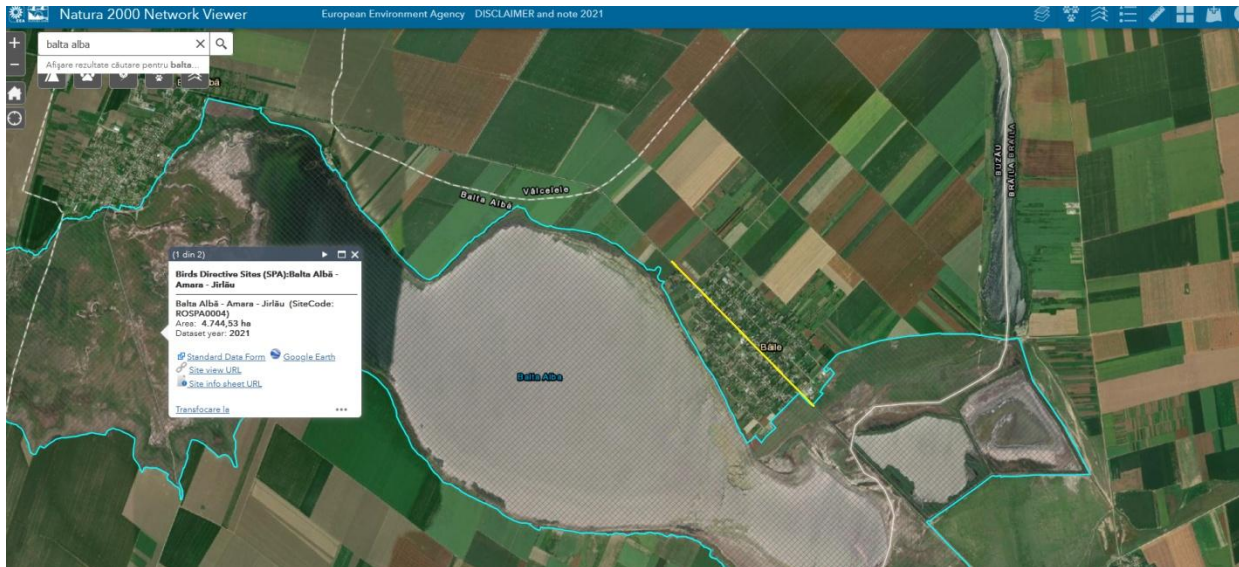 Natura 2000 Network Viewer
European Environment Agency DISCLAIMER and note 2021
balta alba
Afișare rezultate căutare pentru balta...
bă
Vâlcelele
Balta Albă
BUZĂU
BRĂILA BRAILA
(1 din 2)
Birds Directive Sites (SPA):Balta Albă -
Amara - Jirlău
Balta Albă - Amara - Jirlău (SiteCode:
ROSPA0004)
Area: 4.744,53 ha
Dataset year: 2021
Standard Data Form Google Earth
Site view URL
Site info sheet URL
Transfocare la
Balta Alba
Băile